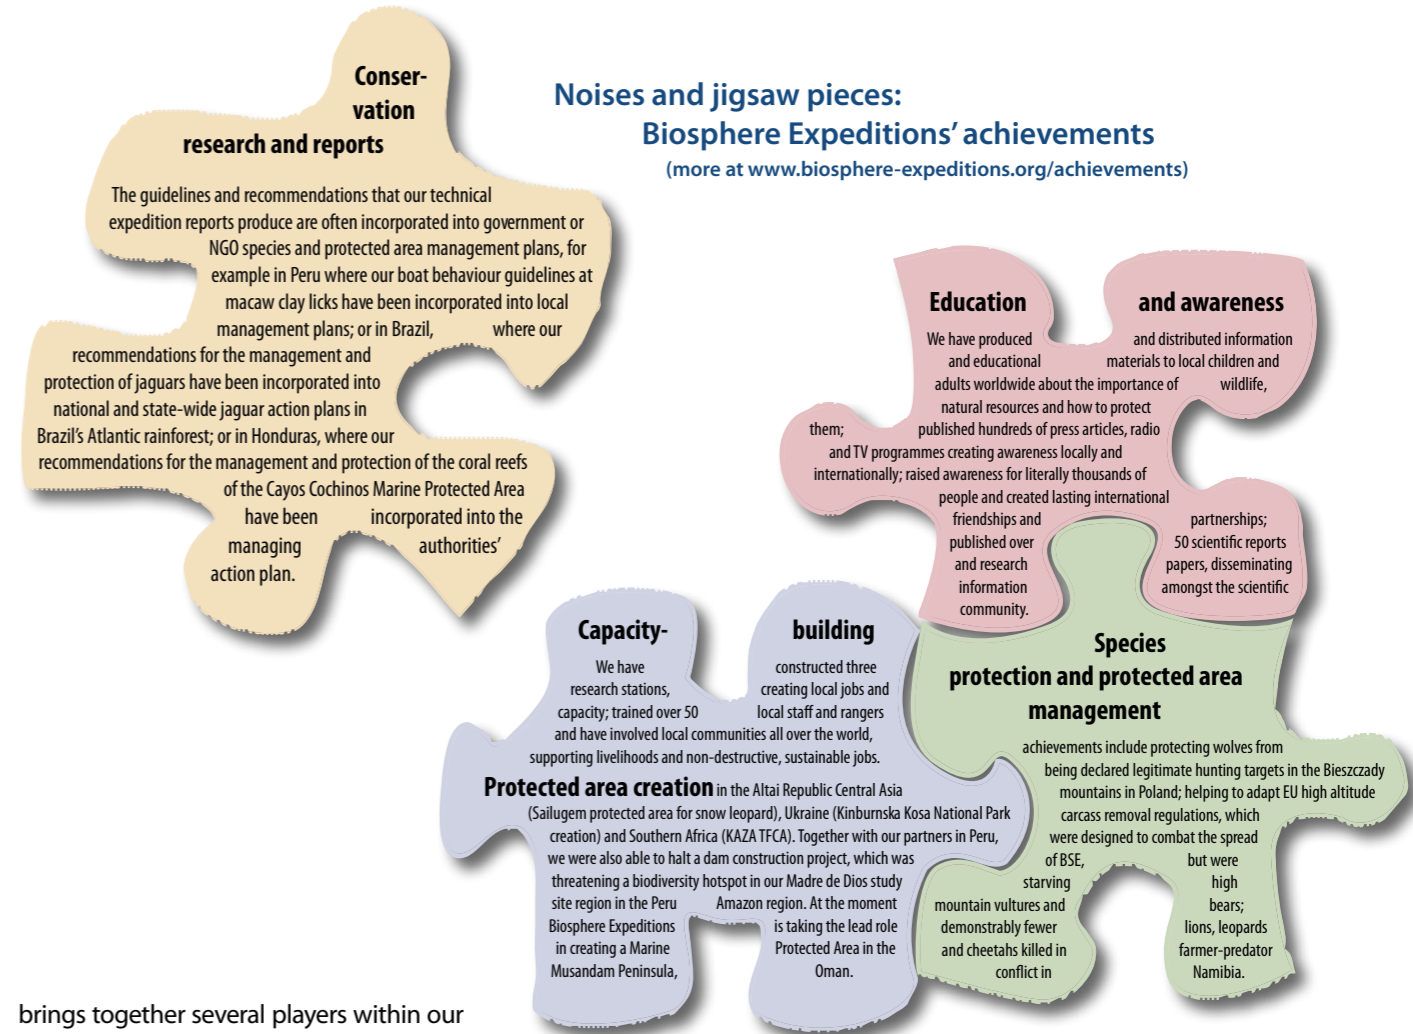 Noises and jigsaw pieces:
Biosphere Expeditions’ achievements
(more at www.biosphere-expeditions.org/achievements)
Conser-
vation
research and reports
The guidelines and recommendations that our technical
expedition reports produce are often incorporated into government or
NGO species and protected area management plans, for
example in Peru where our boat behaviour guidelines at
macaw clay licks have been incorporated into local
management plans; or in Brazil, where our
recommendations for the management and
protection of jaguars have been incorporated into
national and state-wide jaguar action plans in
Brazil’s Atlantic rainforest; or in Honduras, where our
recommendations for the management and protection of the coral reefs
of the Cayos Cochinos Marine Protected Area
have been incorporated into the
managing authorities’
action plan.
Education and awareness
We have produced and distributed information
and educational materials to local children and
adults worldwide about the importance of wildlife,
natural resources and how to protect
them; published hundreds of press articles, radio
and TV programmes creating awareness locally and
internationally; raised awareness for literally thousands of
people and created lasting international
friendships and partnerships;
published over 50 scientific reports
and research papers, disseminating
information amongst the scientific
community.
Capacity- building
We have constructed three
research stations, creating local jobs and
capacity; trained over 50 local staff and rangers
and have involved local communities all over the world,
supporting livelihoods and non-destructive, sustainable jobs.
Protected area creation in the Altai Republic Central Asia
(Sailugem protected area for snow leopard), Ukraine (Kinburnska Kosa National Park
creation) and Southern Africa (KAZA TFCA). Together with our partners in Peru,
we were also able to halt a dam construction project, which was
threatening a biodiversity hotspot in our Madre de Dios study
site region in the Peru Amazon region. At the moment
Biosphere Expeditions is taking the lead role
in creating a Marine Protected Area in the
Musandam Peninsula, Oman.
Species
protection and protected area
management
achievements include protecting wolves from
being declared legitimate hunting targets in the Bieszczady
mountains in Poland; helping to adapt EU high altitude
carcass removal regulations, which
were designed to combat the spread
of BSE, but were
starving high
mountain vultures and bears;
demonstrably fewer lions, leopards
and cheetahs killed in farmer-predator
conflict in Namibia.
brings together several players within our